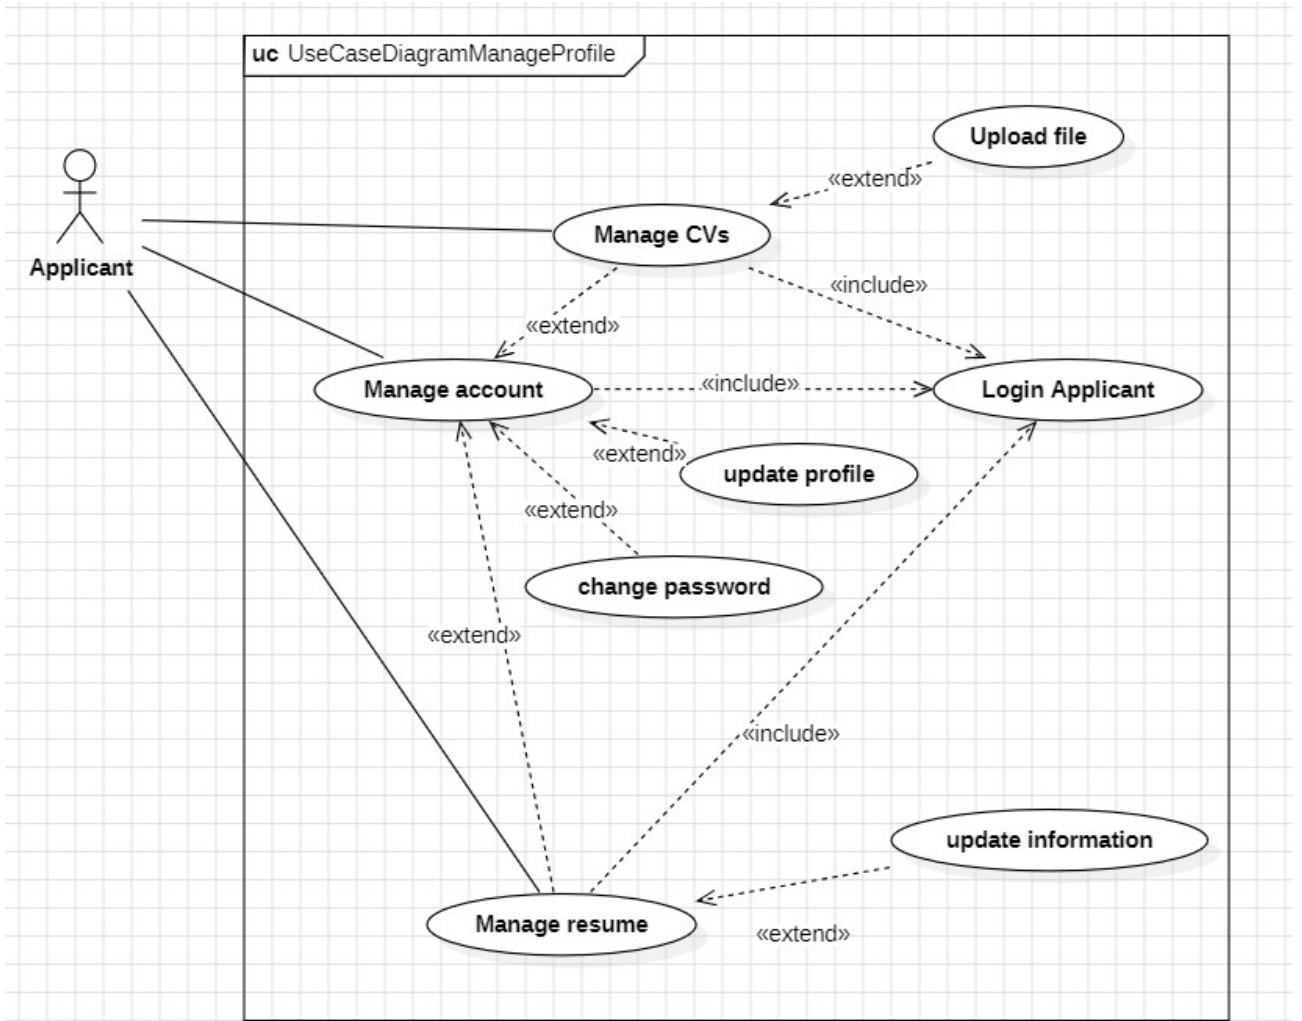 uc UseCaseDiagramManageProfile
Upload file
«extend»
Manage CVs
Applicant
«include»
«extend»
Manage account
«include»
Login Applicant
«extend»
update profile
«extend»
change password
«extend»
«include»
update information
Manage resume
«extend»